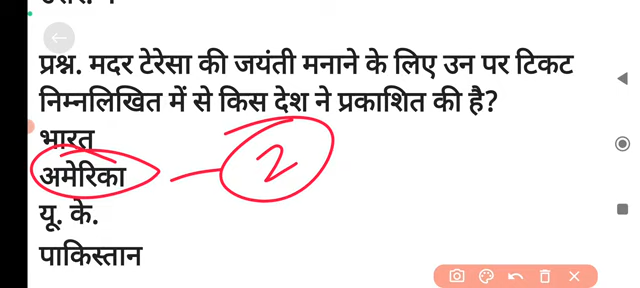 प्रश्न. मदर टेरेसा की जयंती मनाने के लिए उन पर टिकट
निम्नलिखित में से किस देश ने प्रकाशित की है?
भारत
अमेरिका
2
यू. के.
पाकिस्तान